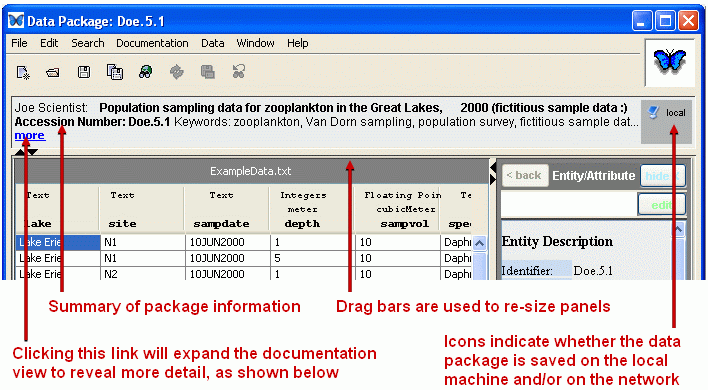 Data Package: Doe.5.1
File Edit Search Documentation Data Window Help
Joe Scientist: Population sampling data for zooplankton in the Great Lakes, 2000 (fictitious sample data :)
Accession Number: Doe.5.1 Keywords: zooplankton, Van Dorn sampling, population survey, fictitious sample dat...
more
local
ExampleData.txt
< back Entity/Attribute hide X
edit
Text Text Text Integers Floating Poin Te
meter cubicMeter
lake site sampdate depth sampvol spec
Lake Erie N1 10JUN2000 1 10 Daphn
Lake Erie N1 10JUN2000 5 10 Daphn
Lake Erie N2 10JUN2000 1 10 Daphn
Entity Description
Identifier: Doe.5.1
Summary of package information
Drag bars are used to re-size panels
Clicking this link will expand the documentation
view to reveal more detail, as shown below
Icons indicate whether the data
package is saved on the local
machine and/or on the network